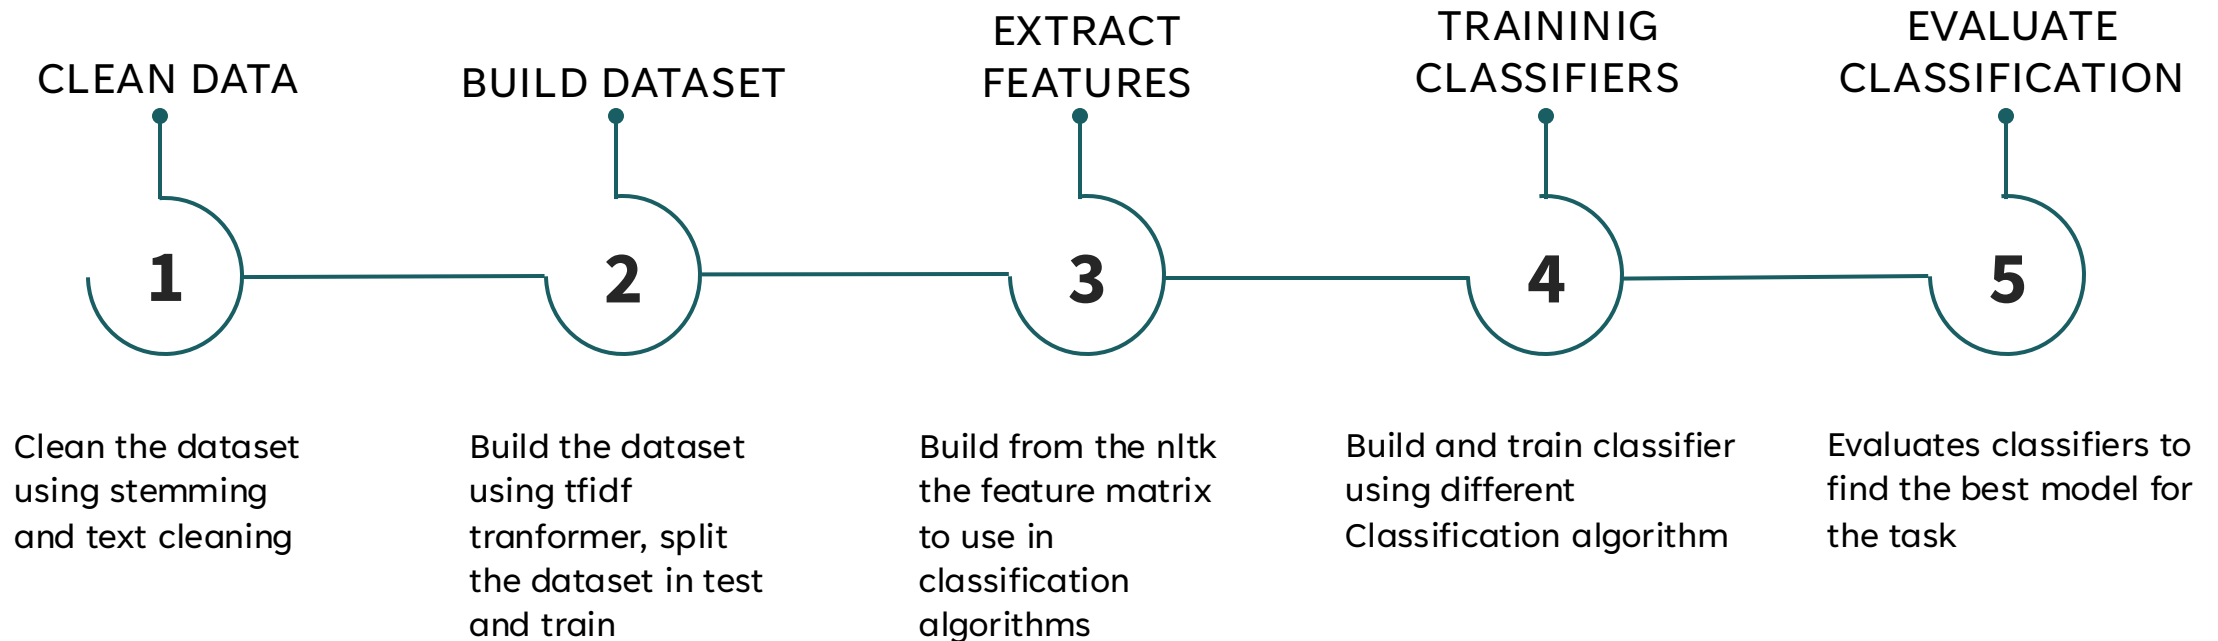 CLEAN DATA
BUILD DATASET
EXTRACT
FEATURES
TRAININIG
CLASSIFIERS
EVALUATE
CLASSIFICATION
1
2
3
4
5
Clean the dataset
using stemming
and text cleaning
Build the dataset
using tfidf
tranformer, split
the dataset in test
and train
Build from the nltk
the feature matrix
to use in
classification
algorithms
Build and train classifier
using different
Classification algorithm
Evaluates classifiers to
find the best model for
the task